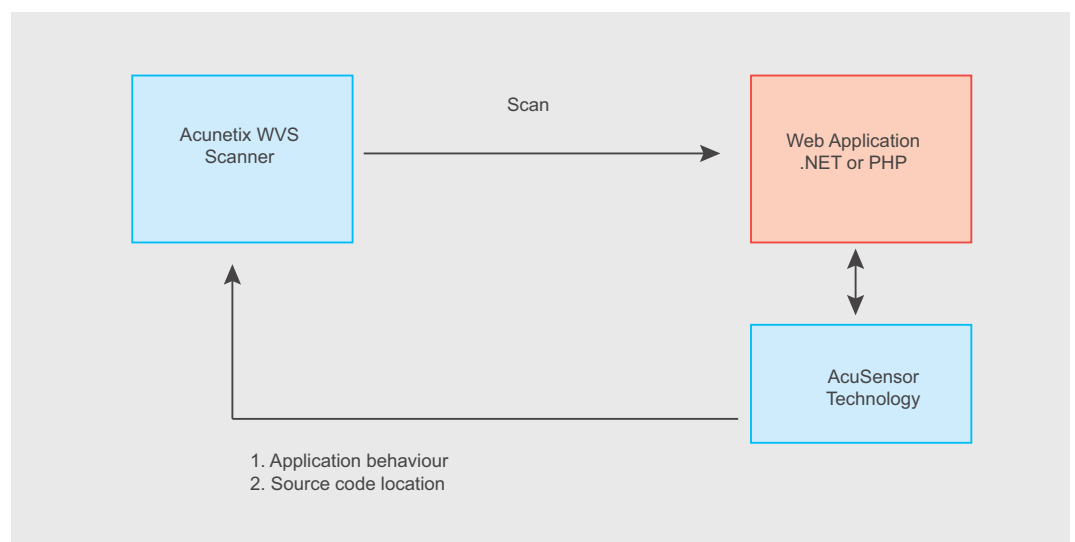 Acunetix WVS
Scanner
Scan
Web Application
.NET or PHP
AcuSensor
Technology
1. Application behaviour
2. Source code location